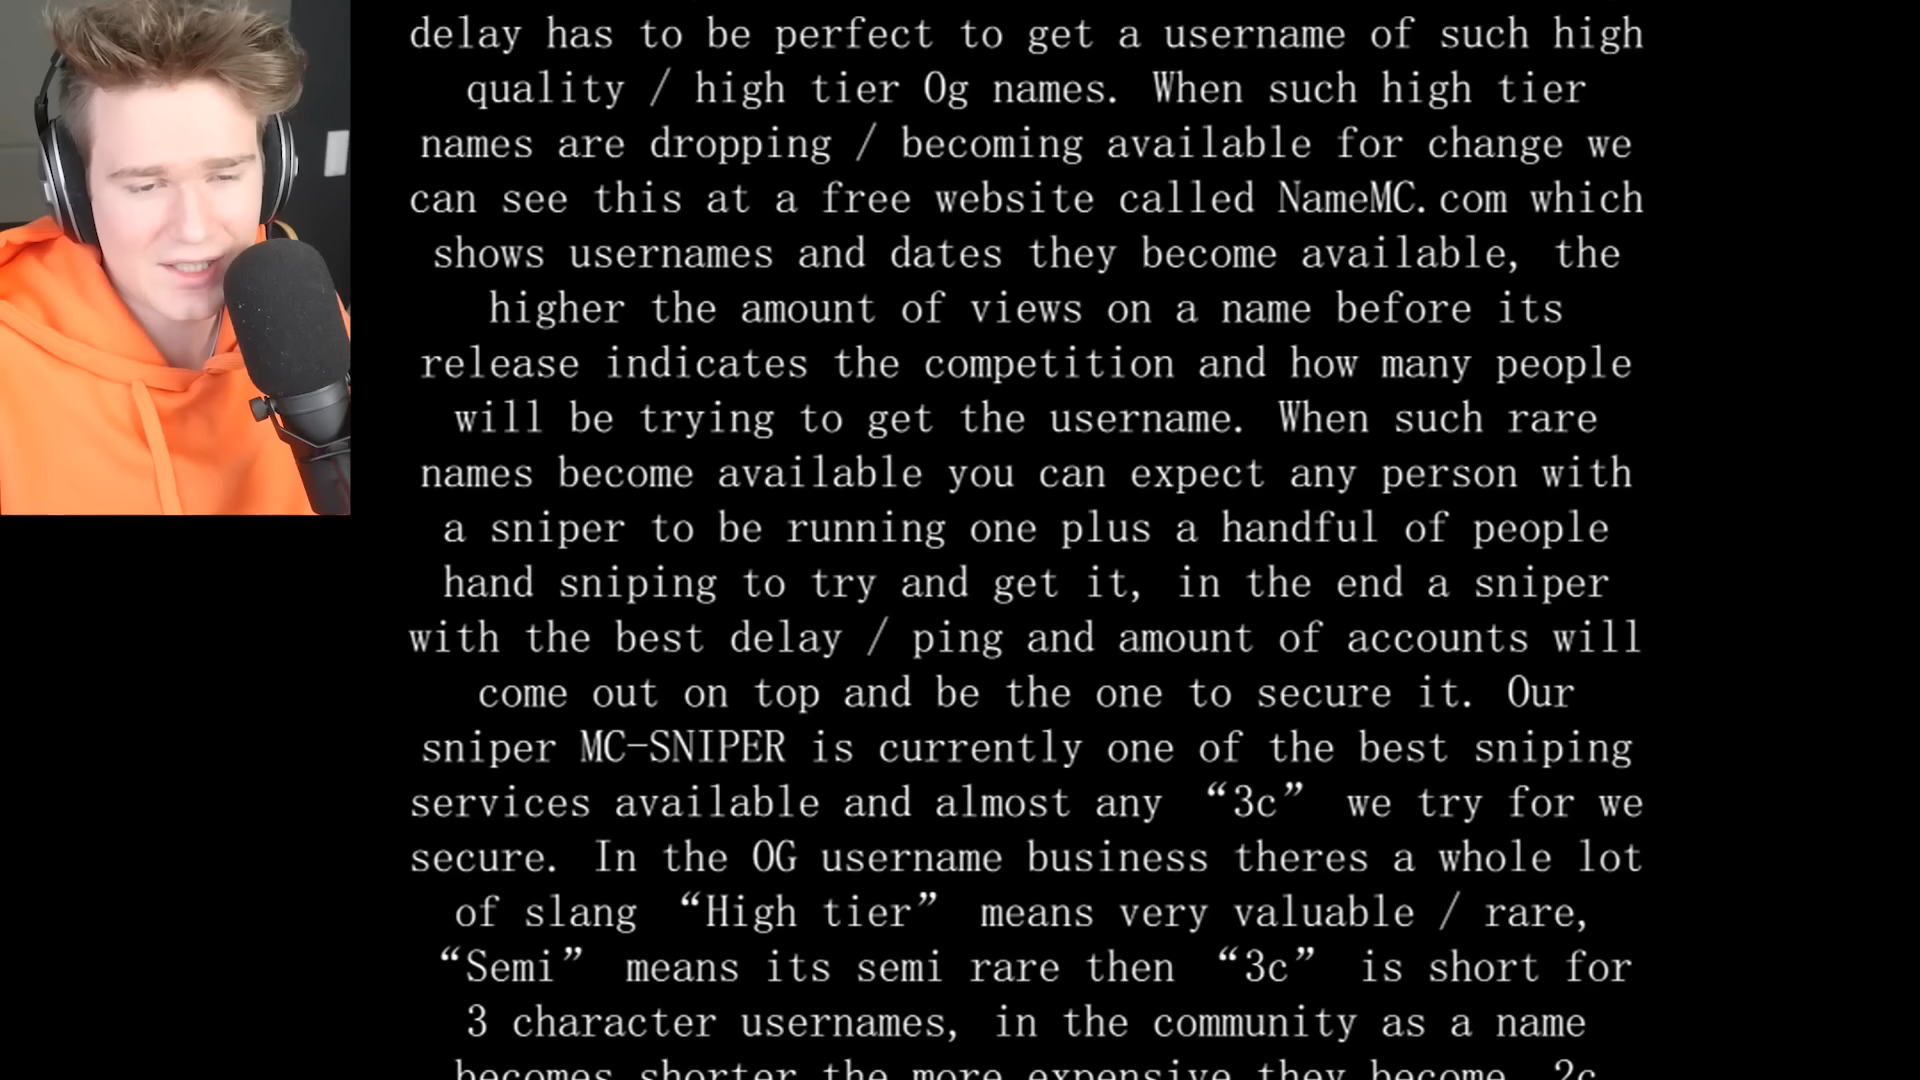 delay has to be perfect to get a username of such high
quality / high tier Og names. When such high tier
names are dropping / becoming available for change we
can see this at a free website called NameMC.com which
shows usernames and dates they become available, the
higher the amount of views on a name before its
release indicates the competition and how many people
will be trying to get the username. When such rare
names become available you can expect any person with
a sniper to be running one plus a handful of people
hand sniping to try and get it, in the end a sniper
with the best delay / ping and amount of accounts will
come out on top and be the one to secure it. Our
sniper MC-SNIPER is currently one of the best sniping
services available and almost any “3c” we try for we
secure. In the OG username business theres a whole lot
of slang “High tier” means very valuable / rare,
“Semi” means its semi rare then “3c” is short for
3 character usernames, in the community as a name
becomes shorter the more expensive they become. 2c